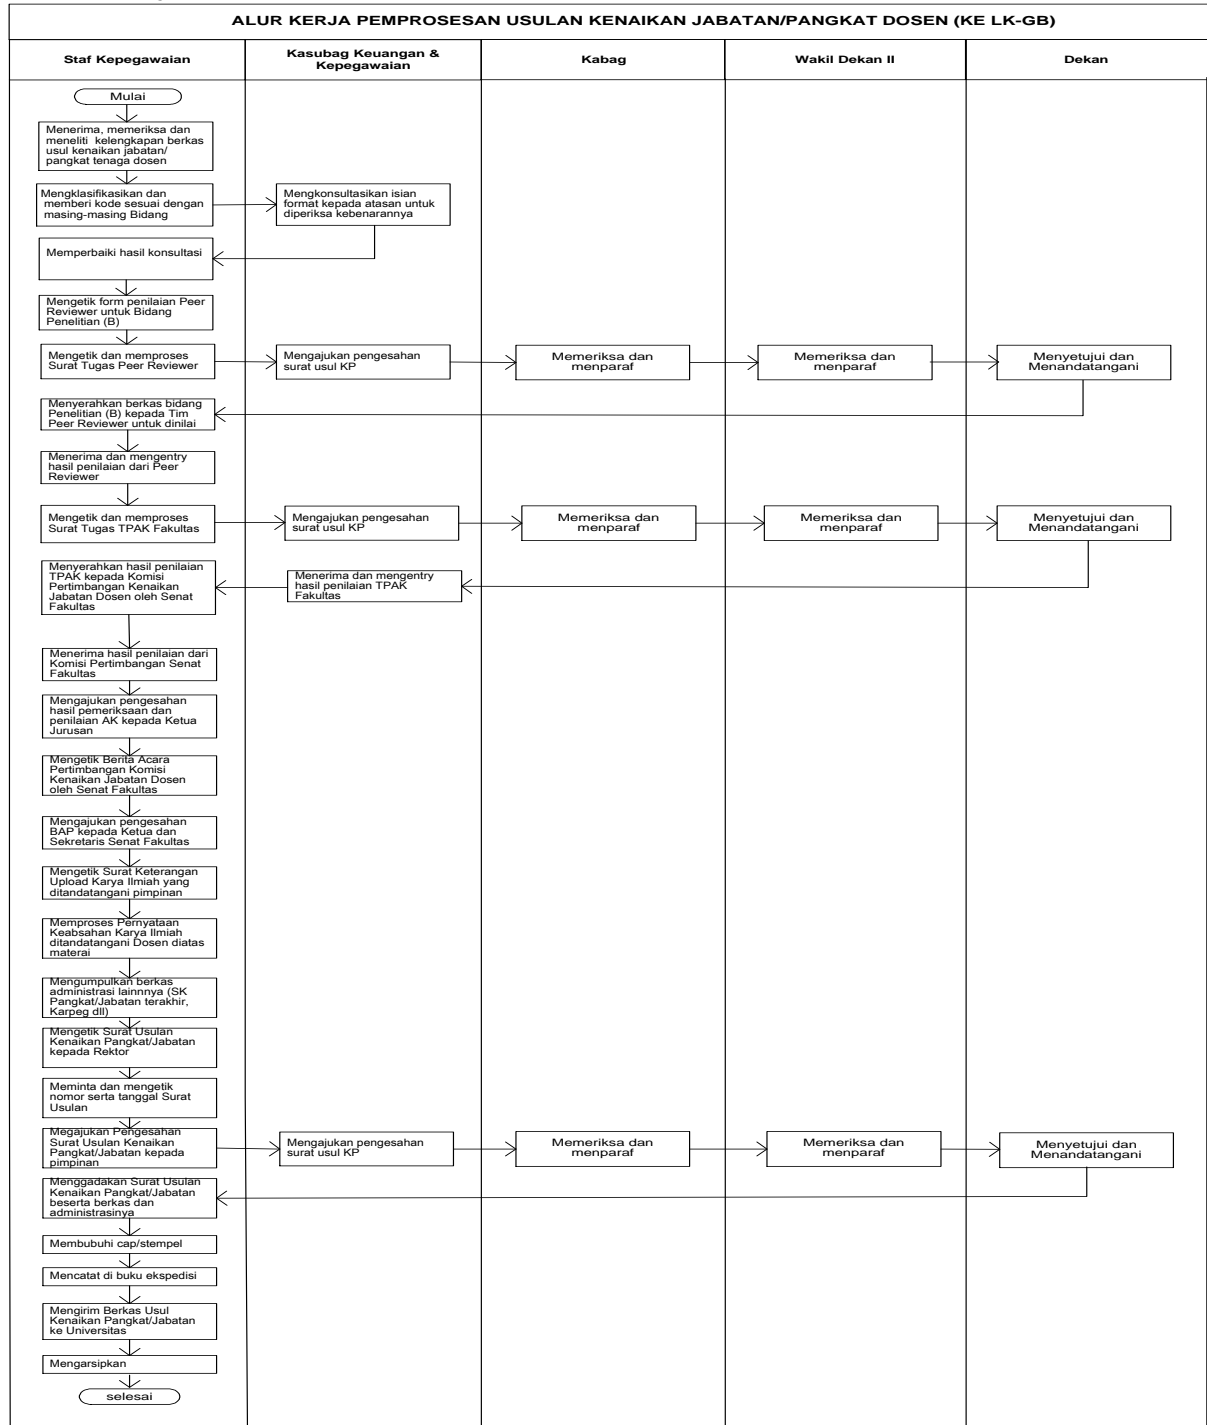 ALUR KERJA PEMPROSESAN USULAN KENAIKAN JABATAN/PANGKAT DOSEN (KE LK-GB)
Staf Kepegawaian
Kasubag Keuangan &
Kepegawaian
Kabag
Wakil Dekan II
Dekan
Mulai
Menerima, memeriksa dan
meneliti kelengkapan berkas
usul kenaikan jabatan/
pangkat tenaga dosen
Mengklasifikasikan dan
memberi kode sesuai dengan
masing-masing Bidang
Mengkonsultasikan isian
format kepada atasan untuk
diperiksa kebenarannya
Memperbaiki hasil konsultasi
Mengetik form penilaian Peer
Reviewer untuk Bidang
Penelitian (B)
Mengetik dan memproses
Surat Tugas Peer Reviewer
Mengajukan pengesahan
surat usul KP
Memeriksa dan
menparaf
Memeriksa dan
menparaf
Menyetujui dan
Menandatangani
Menyerahkan berkas bidang
Penelitian (B) kepada Tim
Peer Reviewer untuk dinilai
Menerima dan mengentry
hasil penilaian dari Peer
Reviewer
Mengetik dan memproses
Surat Tugas TPAK Fakultas
Mengajukan pengesahan
surat usul KP
Memeriksa dan
menparaf
Memeriksa dan
menparaf
Menyetujui dan
Menandatangani
Menyerahkan hasil penilaian
TPAK kepada Komisi
Pertimbangan Kenaikan
Jabatan Dosen oleh Senat
Fakultas
Menerima dan mengentry
hasil penilaian TPAK
Fakultas
Menerima hasil penilaian dari
Komisi Pertimbangan Senat
Fakultas
Mengajukan pengesahan
hasil pemeriksaan dan
penilaian AK kepada Ketua
Jurusan
Mengetik Berita Acara
Pertimbangan Komisi
Kenaikan Jabatan Dosen
oleh Senat Fakultas
Mengajukan pengesahan
BAP kepada Ketua dan
Sekretaris Senat Fakultas
Mengetik Surat Keterangan
Upload Karya Ilmiah yang
ditandatangani pimpinan
Memproses Pernyataan
Keabsahan Karya Ilmiah
ditandatangani Dosen diatas
materai
Mengumpulkan berkas
administrasi lainnnya (SK
Pangkat/Jabatan terakhir,
Karpeg dll)
Mengetik Surat Usulan
Kenaikan Pangkat/Jabatan
kepada Rektor
Meminta dan mengetik
nomor serta tanggal Surat
Usulan
Megajukan Pengesahan
Surat Usulan Kenaikan
Pangkat/Jabatan kepada
pimpinan
Mengajukan pengesahan
surat usul KP
Memeriksa dan
menparaf
Memeriksa dan
menparaf
Menyetujui dan
Menandatangani
Menggadakan Surat Usulan
Kenaikan Pangkat/Jabatan
beserta berkas dan
administrasinya
Membubuhi cap/stempel
Mencatat di buku ekspedisi
Mengirim Berkas Usul
Kenaikan Pangkat/Jabatan
ke Universitas
Mengarsipkan
selesai